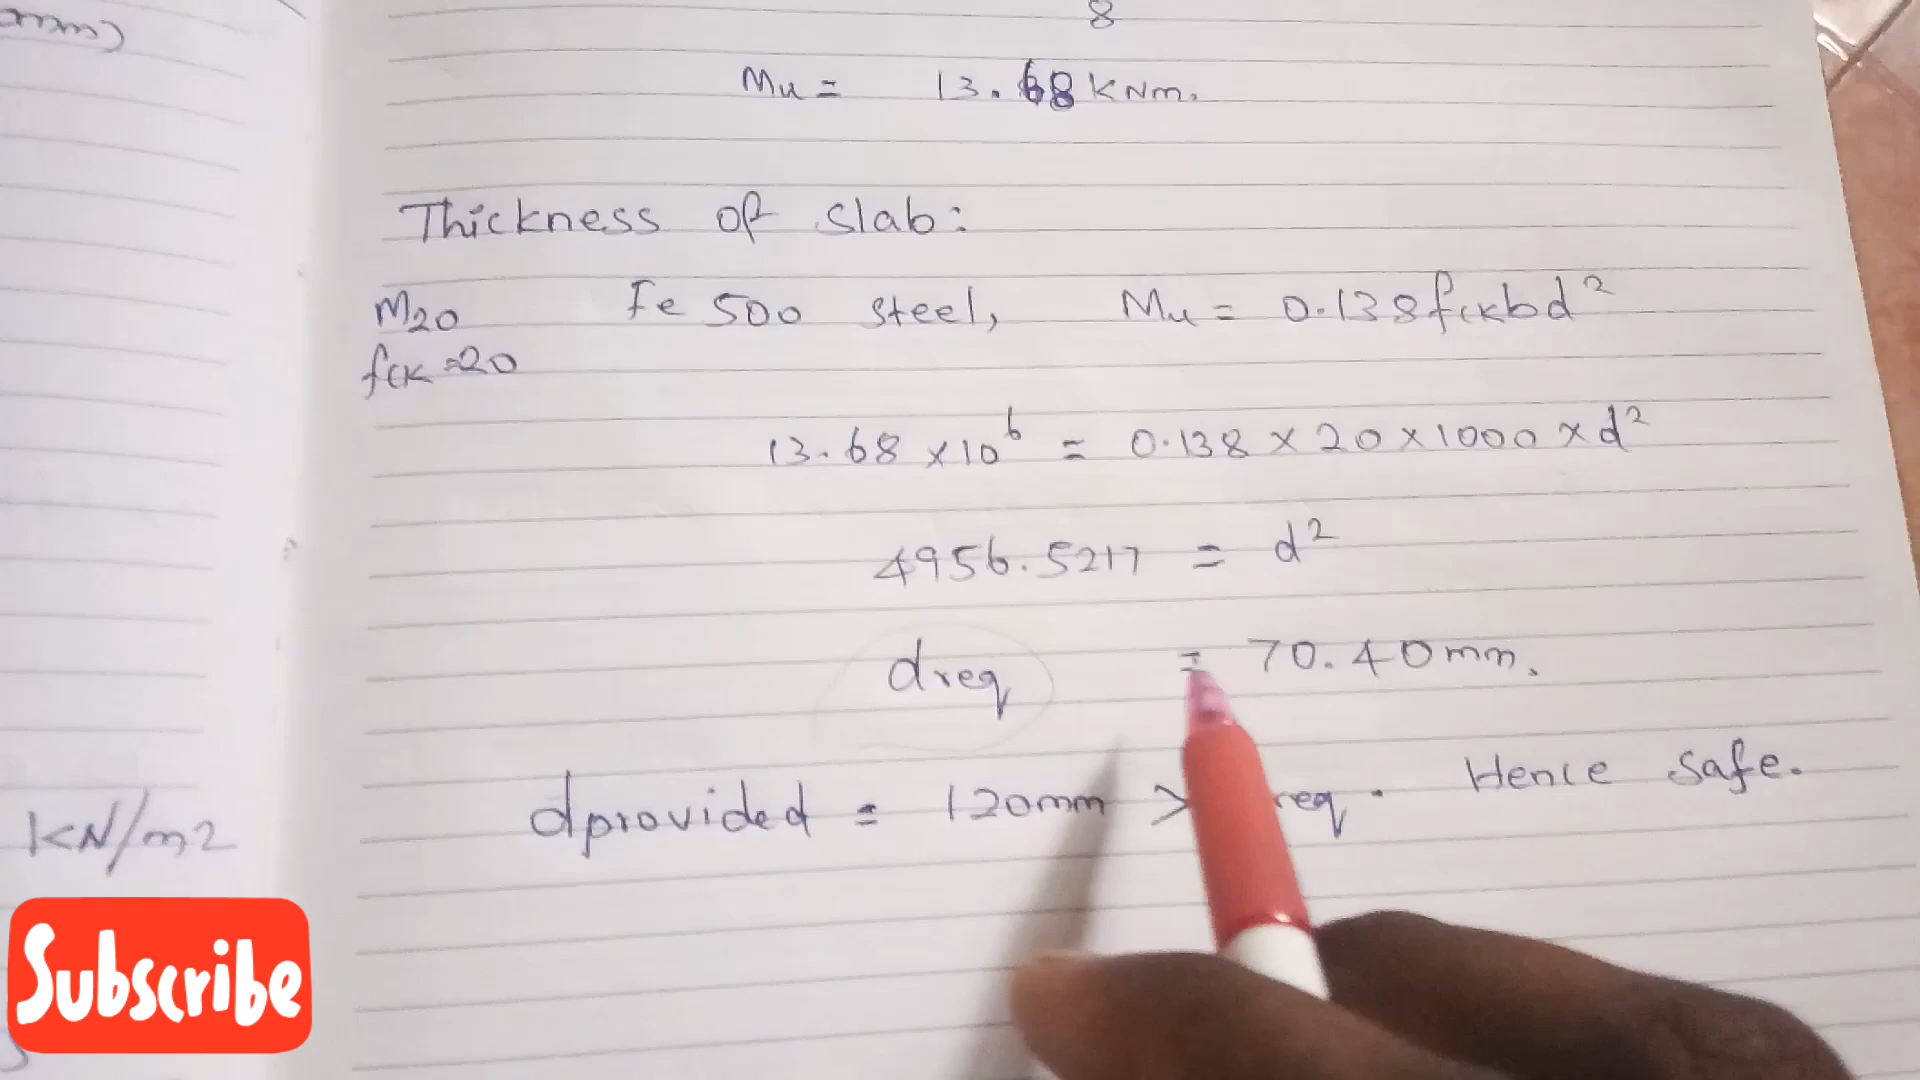 8
Mu = 13.68 KNm.
Thickness of slab:
M20 Fe 500 steel, Mu = 0.138fckbd²
fck=20
13.68 x10⁶ = 0.138 x 20 x 1000 x d²
4956.5217 = d²
dreq = 70.40mm.
dprovided = 120mm > req. Hence safe.
KN/m2
Subscribe